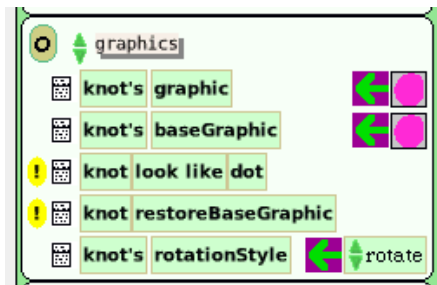 O graphics
knot's graphic
knot's baseGraphic
! knot look like dot
! knot restoreBaseGraphic
knot's rotationStyle rotate